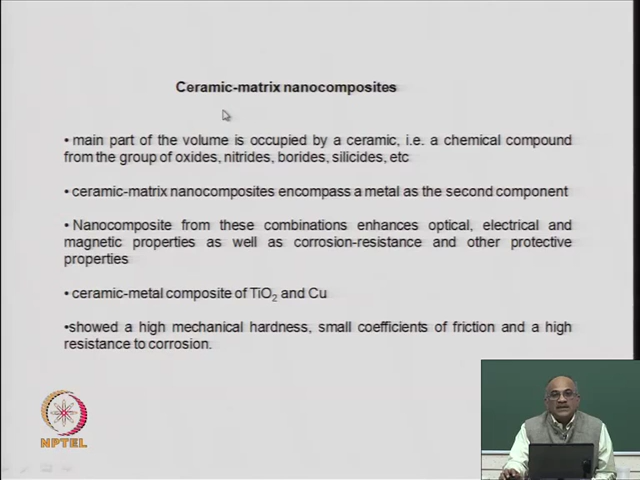 Ceramic-matrix nanocomposites
• main part of the volume is occupied by a ceramic, i.e. a chemical compound
from the group of oxides, nitrides, borides, silicides, etc
• ceramic-matrix nanocomposites encompass a metal as the second component
• Nanocomposite from these combinations enhances optical, electrical and
magnetic properties as well as corrosion-resistance and other protective
properties
• ceramic-metal composite of TiO2 and Cu
•showed a high mechanical hardness, small coefficients of friction and a high
resistance to corrosion.
NPTEL